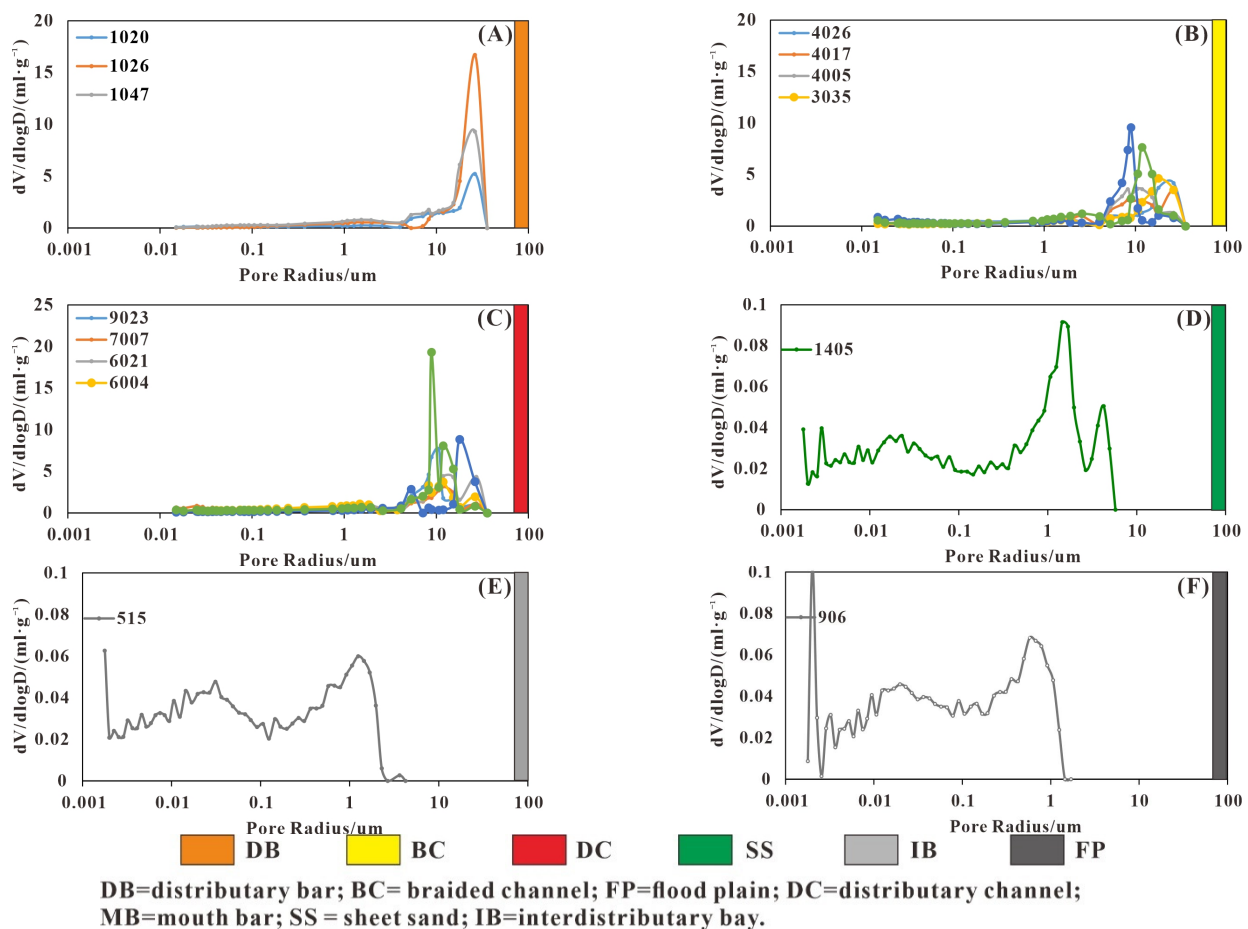 (A)
dV/dlogD/(ml·g⁻¹)
20
15
10
5
0
1020
1026
1047
0.001 0.01 0.1 1 10 100
Pore Radius/um
(B)
dV/dlogD/(ml·g⁻¹)
20
15
10
5
0
4026
4017
4005
3035
0.001 0.01 0.1 1 10 100
Pore Radius/um
(C)
dV/dlogD/(ml·g⁻¹)
25
20
15
10
5
0
9023
7007
6021
6004
0.001 0.01 0.1 1 10 100
Pore Radius/um
(D)
dV/dlogD/(ml·g⁻¹)
0.1
0.08
0.06
0.04
0.02
0
1405
0.001 0.01 0.1 1 10 100
Pore Radius/um
(E)
dV/dlogD/(ml·g⁻¹)
0.1
0.08
0.06
0.04
0.02
0
515
0.001 0.01 0.1 1 10 100
Pore Radius/um
(F)
dV/dlogD/(ml·g⁻¹)
0.1
0.08
0.06
0.04
0.02
0
906
0.001 0.01 0.1 1 10 100
Pore Radius/um
DB BC DC SS IB FP
DB=distributary bar; BC= braided channel; FP=flood plain; DC=distributary channel;
MB=mouth bar; SS = sheet sand; IB=interdistributary bay.